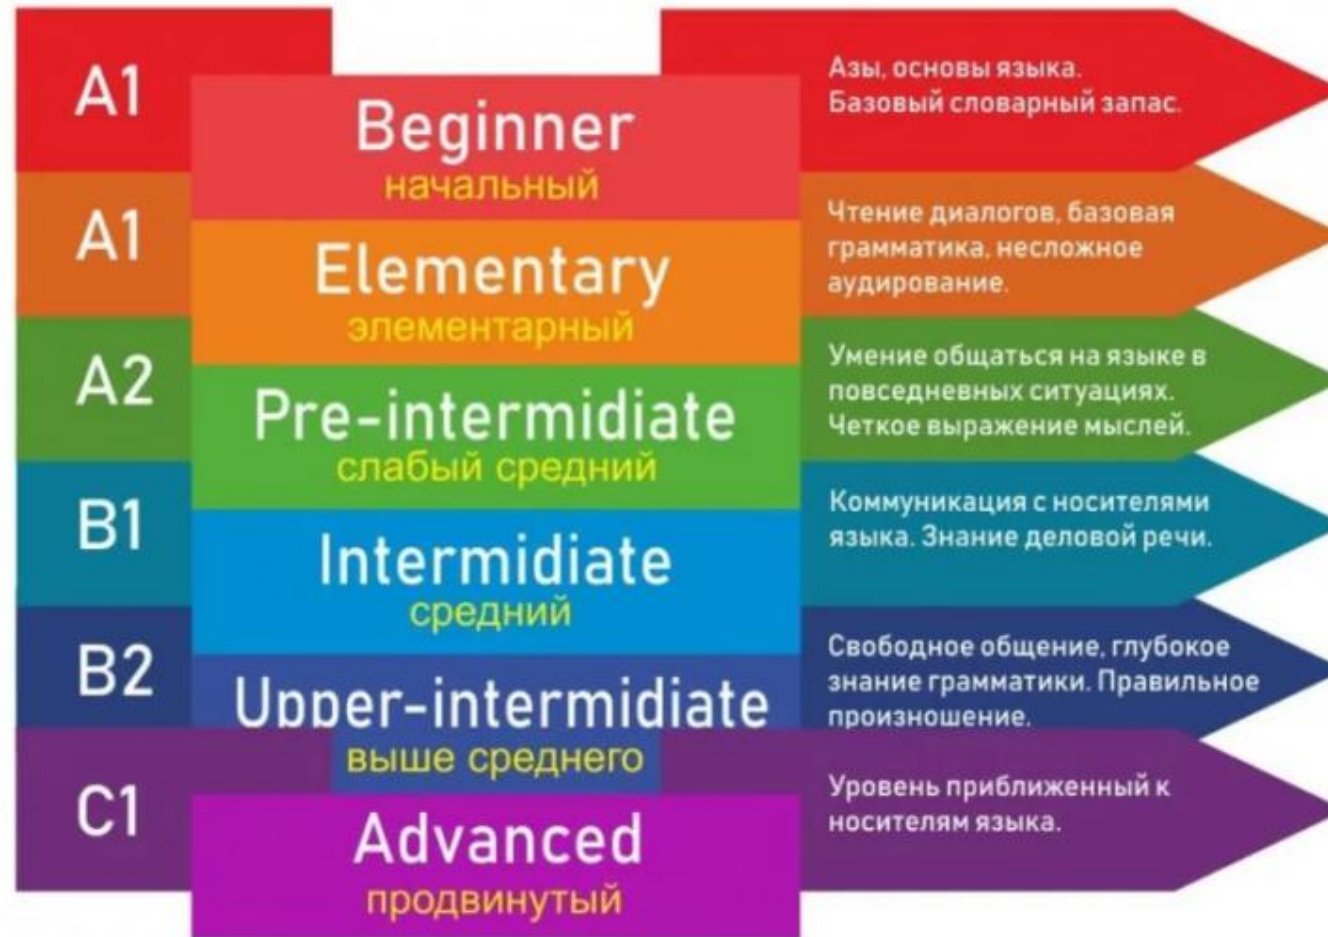 A1
Beginner
начальный
Азы, основы языка.
Базовый словарный запас.
A1
Elementary
элементарный
Чтение диалогов, базовая
грамматика, несложное
аудирование.
A2
Pre-intermidiate
слабый средний
Умение общаться на языке в
повседневных ситуациях.
Четкое выражение мыслей.
B1
Intermidiate
средний
Коммуникация с носителями
языка. Знание деловой речи.
B2
Upper-intermidiate
выше среднего
Свободное общение, глубокое
знание грамматики. Правильное
произношение.
C1
Advanced
продвинутый
Уровень приближенный к
носителям языка.